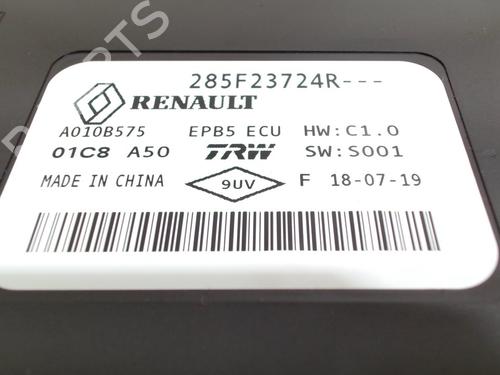 PARTS
285F23724R---
RENAULT
A010B575 EPB5 ECU HW:C1.0
01C8 A50 TRW SW:S001
MADE IN CHINA 9UV F 18-07-19